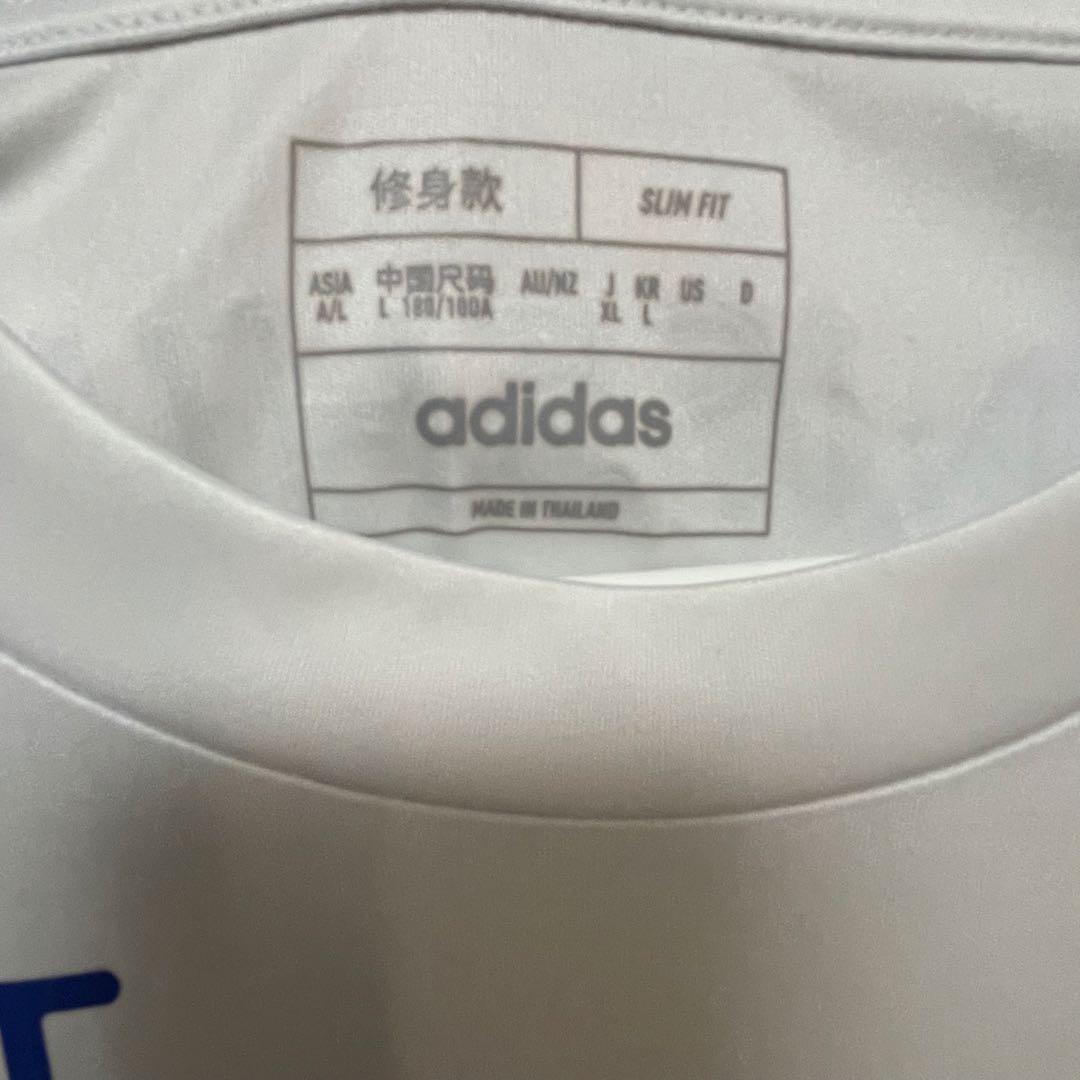 修身款 SLIM FIT
ASIA 中国尺码 AU/NZ J KR US D
A/L L 180/100A XL L
adidas
MADE IN THAILAND